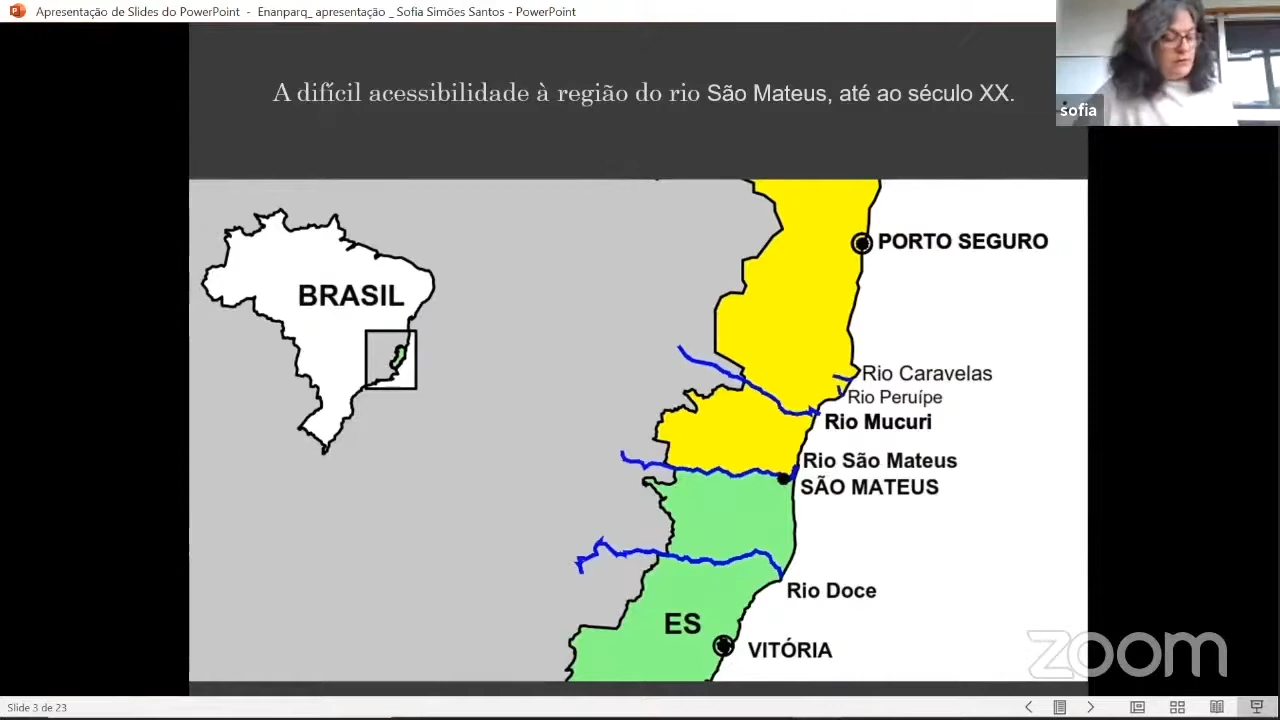 Apresentação de Slides do PowerPoint - Enanparq_ apresentação _ Sofia Simões Santos - PowerPoint
A difícil acessibilidade à região do rio São Mateus, até ao século XX.
sofia
PORTO SEGURO
BRASIL
Rio Caravelas
Rio Peruípe
Rio Mucuri
Rio São Mateus
SÃO MATEUS
Rio Doce
ES
VITÓRIA
zoom
Slide 3 de 23